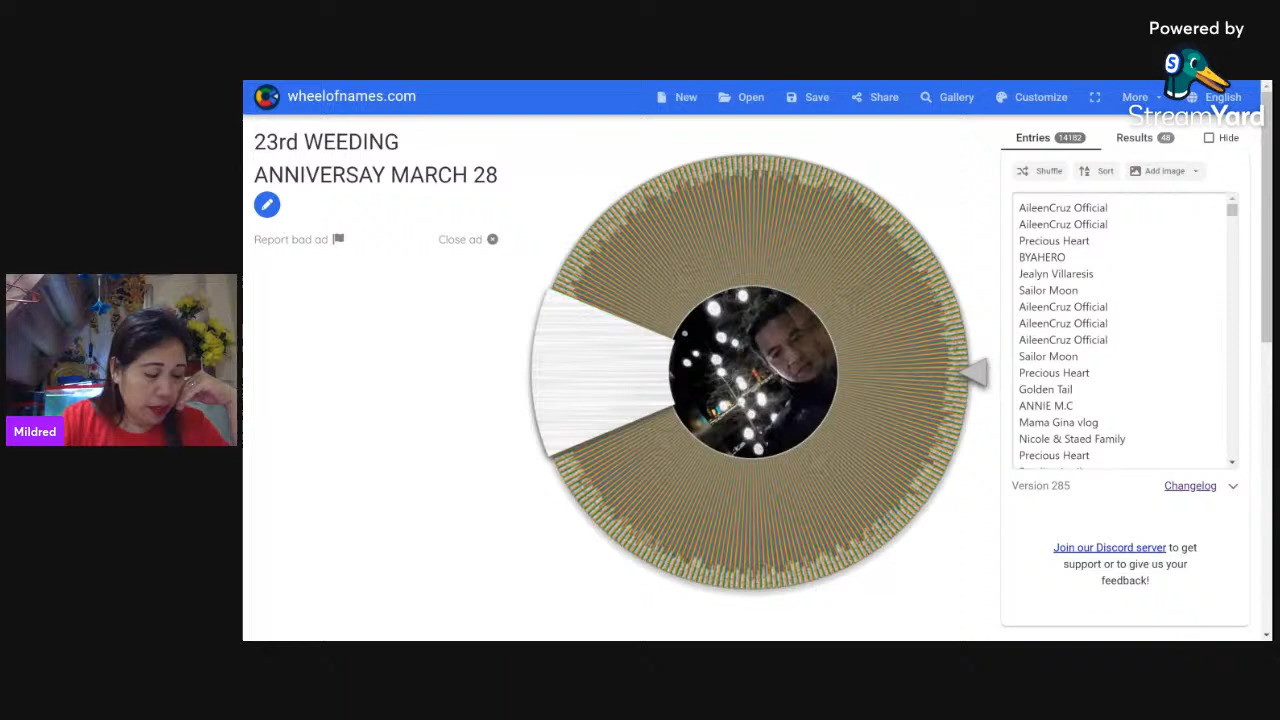 Powered by
S
StreamYard
wheelofnames.com
New
Open
Save
Share
Gallery
Customize
More
English
23rd WEEDING
ANNIVERSAY MARCH 28
Report bad ad
Close ad
Entries 14182
Results 48
Hide
Shuffle
Sort
Add image
AileenCruz Official
AileenCruz Official
Precious Heart
BYAHERO
Jealyn Villaresis
Sailor Moon
AileenCruz Official
AileenCruz Official
AileenCruz Official
Sailor Moon
Precious Heart
Golden Tail
ANNIE M.C
Mama Gina vlog
Nicole & Staed Family
Precious Heart
Version 285
Changelog
Join our Discord server to get
support or to give us your
feedback!
Mildred